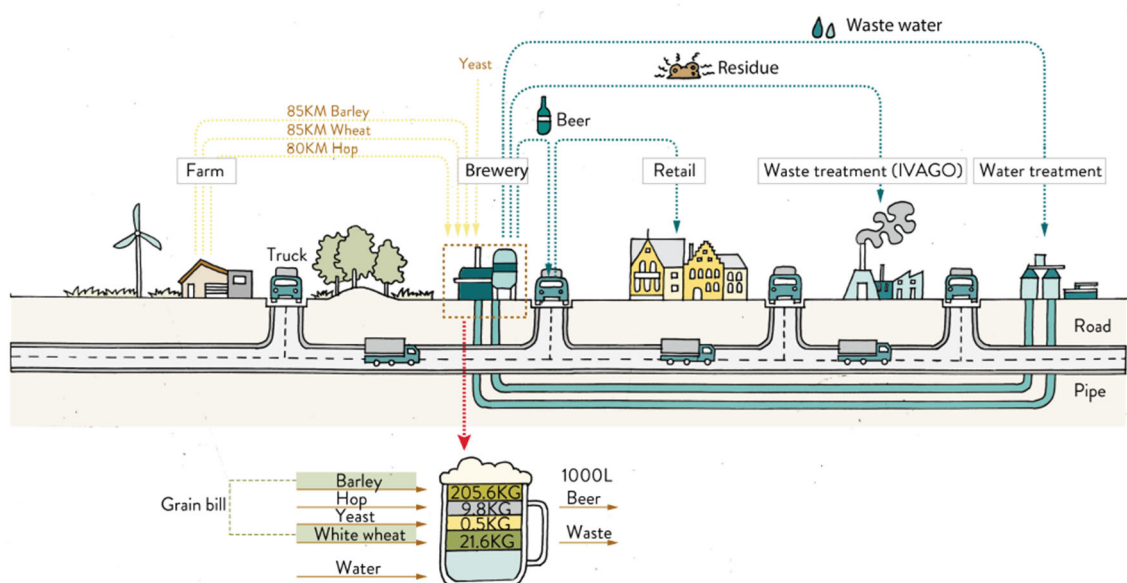 Waste water
Residue
Yeast
Beer
85KM Barley
85KM Wheat
80KM Hop
Farm
Brewery
Retail
Waste treatment (IVAGO)
Water treatment
Truck
Road
Pipe
Grain bill
Barley
Hop
Yeast
White wheat
Water
205.6KG
9.8KG
0.5KG
21.6KG
1000L
Beer
Waste